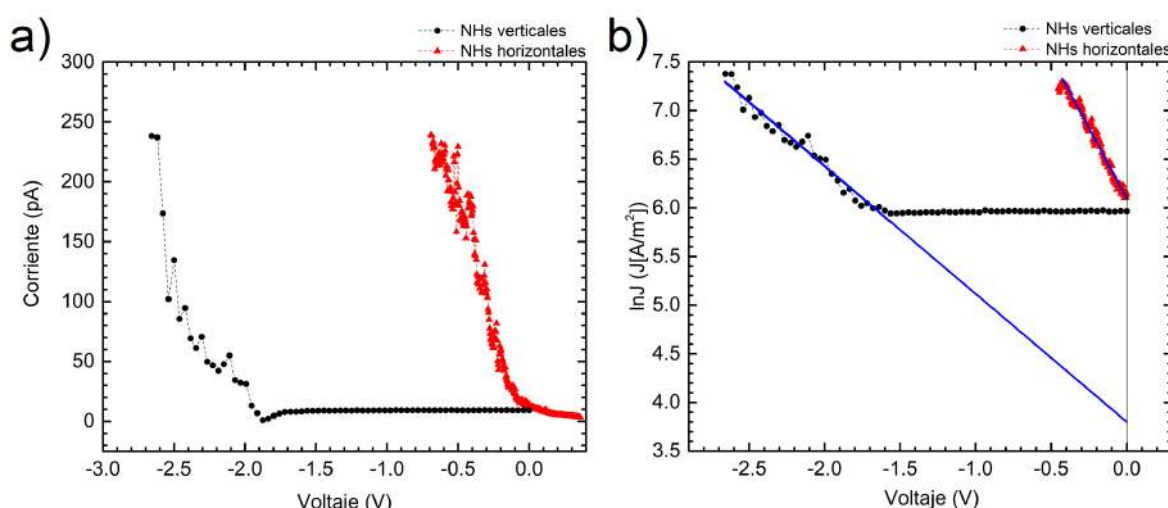 a)
NHs verticales
NHs horizontales
Corriente (pA)
300
250
200
150
100
50
0
-3.0 -2.5 -2.0 -1.5 -1.0 -0.5 0.0
Voltaje (V)
b)
NHs verticales
NHs horizontales
lnJ (J[A/m²])
7.5
7.0
6.5
6.0
5.5
5.0
4.5
4.0
3.5
-2.5 -2.0 -1.5 -1.0 -0.5 0.0
Voltaje (V)